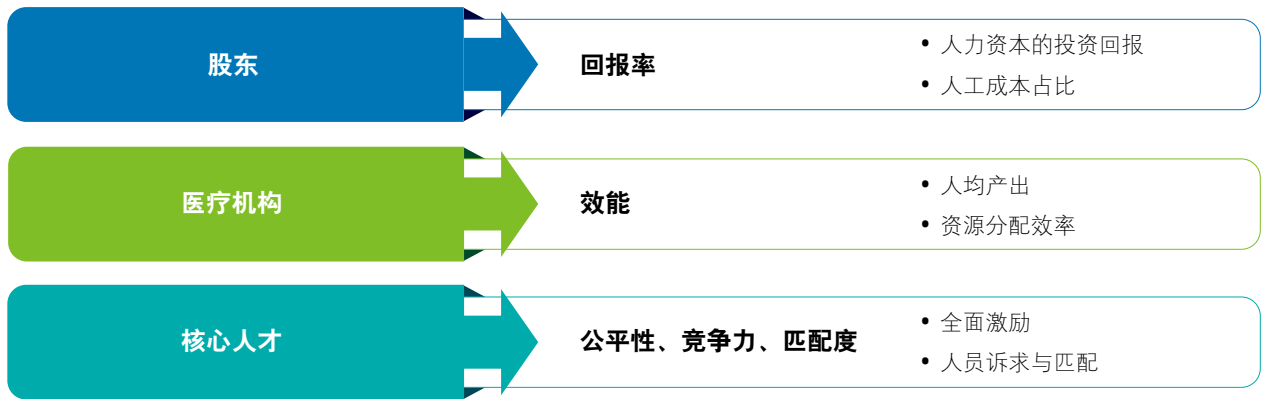 股东
回报率
• 人力资本的投资回报
• 人工成本占比
医疗机构
效能
• 人均产出
• 资源分配效率
核心人才
公平性、竞争力、匹配度
• 全面激励
• 人员诉求与匹配